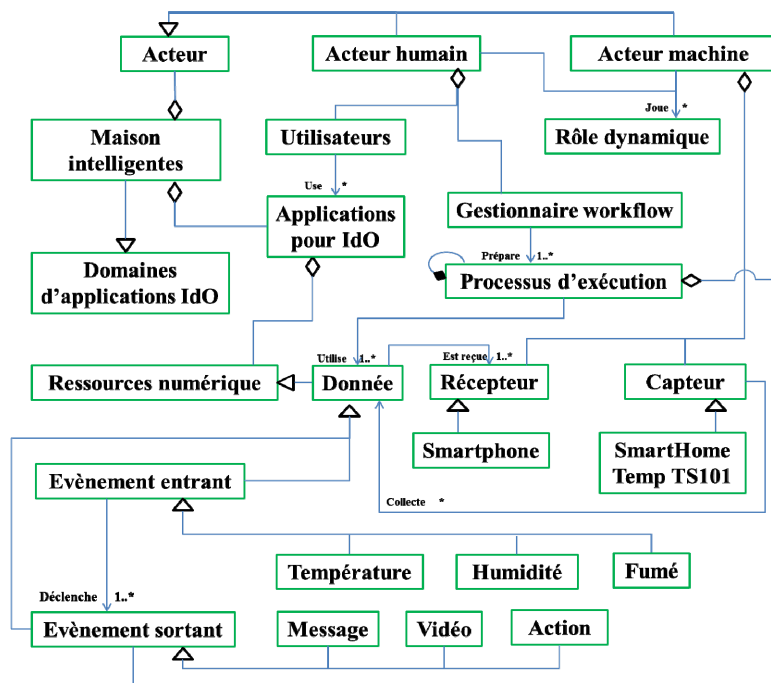 Acteur
Acteur humain
Acteur machine
Joue *
Maison
intelligentes
Utilisateurs
Rôle dynamique
Use *
Applications
pour IdO
Gestionnaire workflow
Domaines
d'applications IdO
Prépare 1..*
Processus d'exécution
Utilise 1..*
Est reçue 1..*
Ressources numérique
Donnée
Récepteur
Capteur
Smartphone
SmartHome
Temp TS101
Evènement entrant
Collecte *
Température
Humidité
Fumé
Déclenche 1..*
Evènement sortant
Message
Vidéo
Action